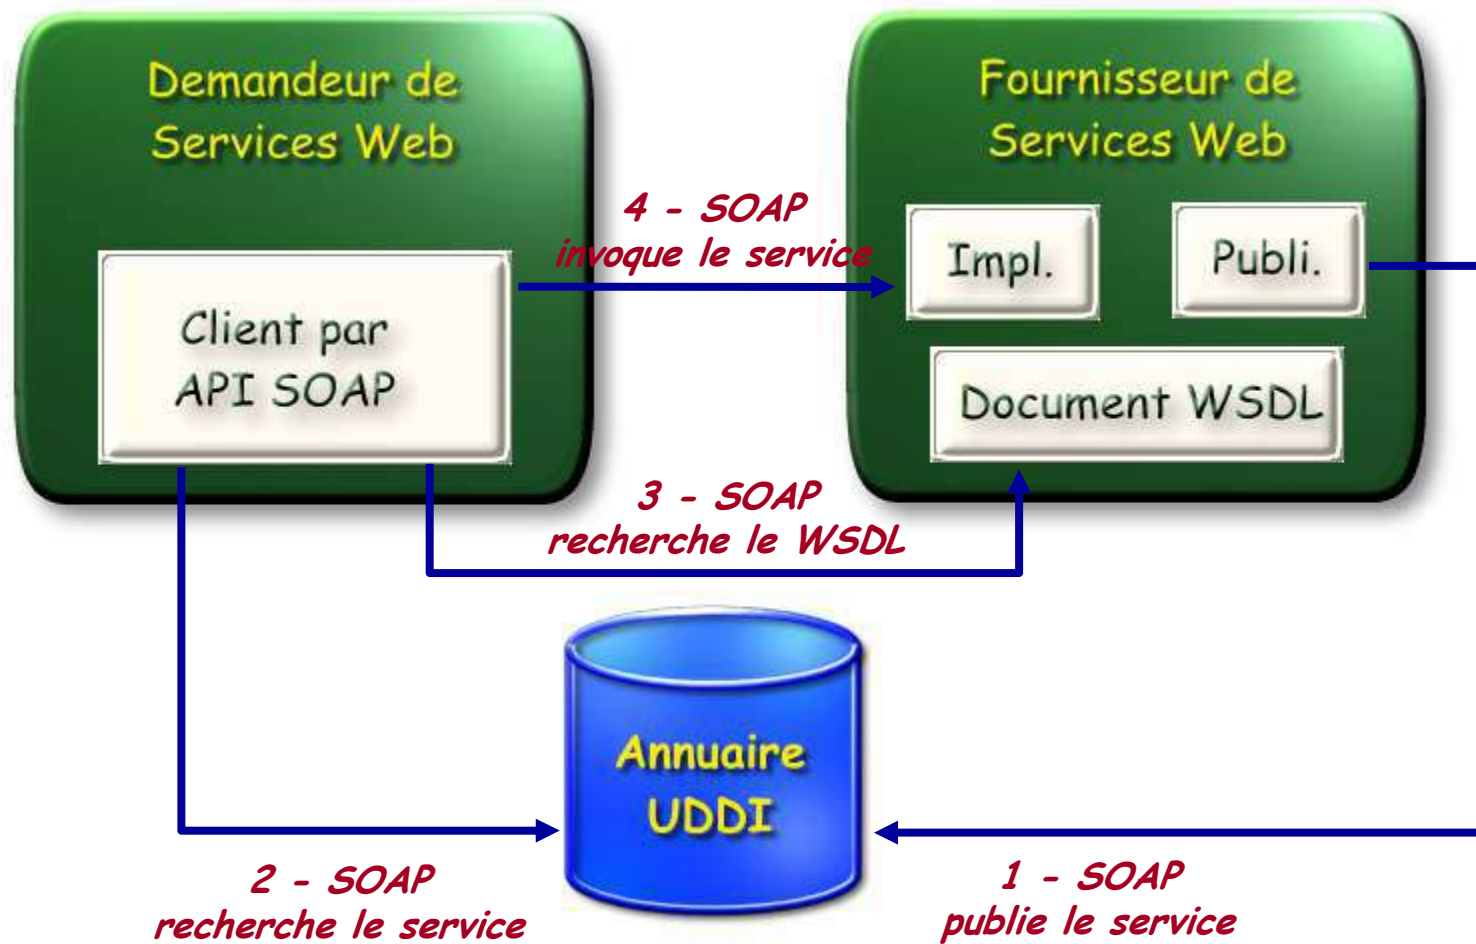 Demandeur de
Services Web
Fournisseur de
Services Web
4 - SOAP
invoque le service
Impl.
Publi.
Client par
API SOAP
Document WSDL
3 - SOAP
recherche le WSDL
Annuaire
UDDI
2 - SOAP
recherche le service
1 - SOAP
publie le service